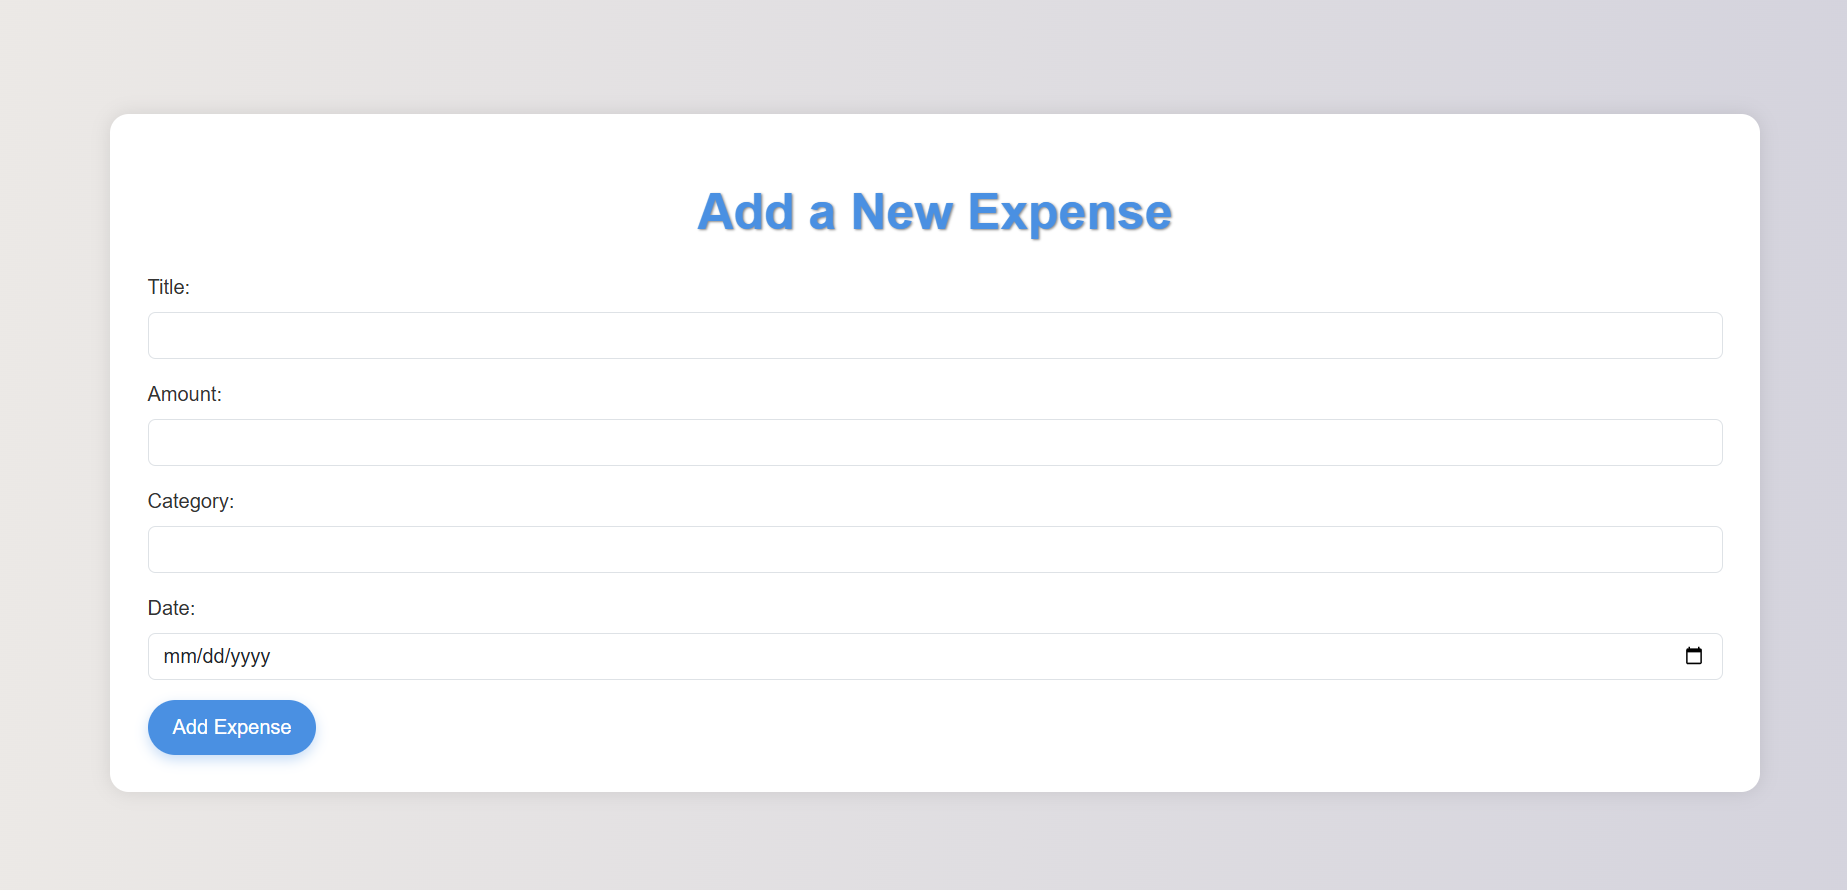 Add a New Expense
Title:
Amount:
Category:
Date:
mm/dd/yyyy
Add Expense